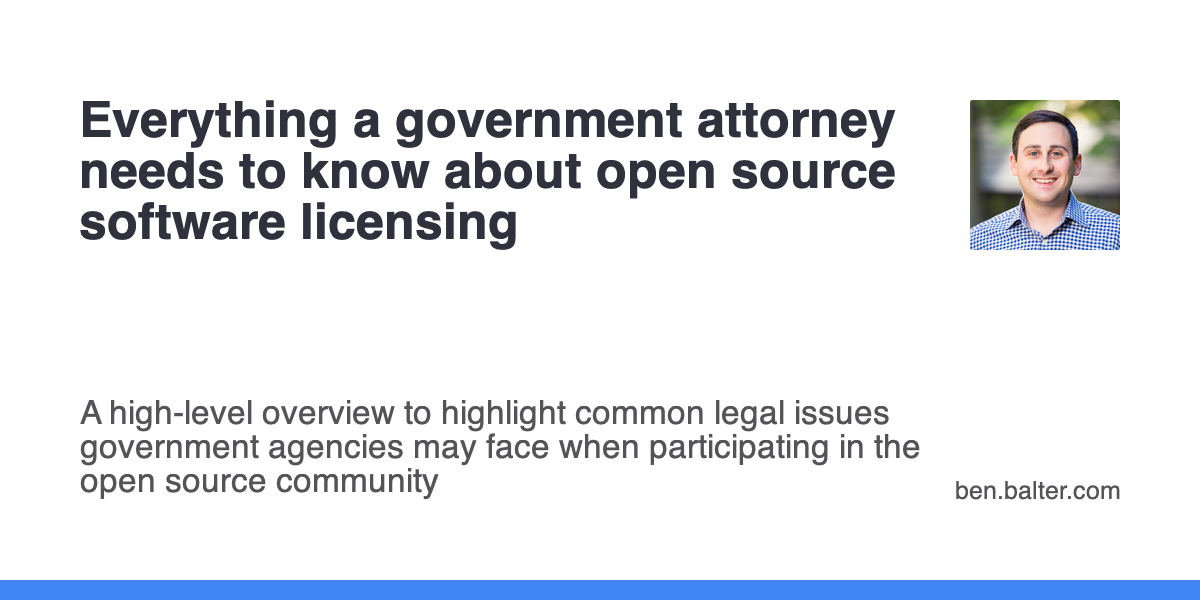 Everything a government attorney
needs to know about open source
software licensing
A high-level overview to highlight common legal issues
government agencies may face when participating in the
open source community
ben.balter.com